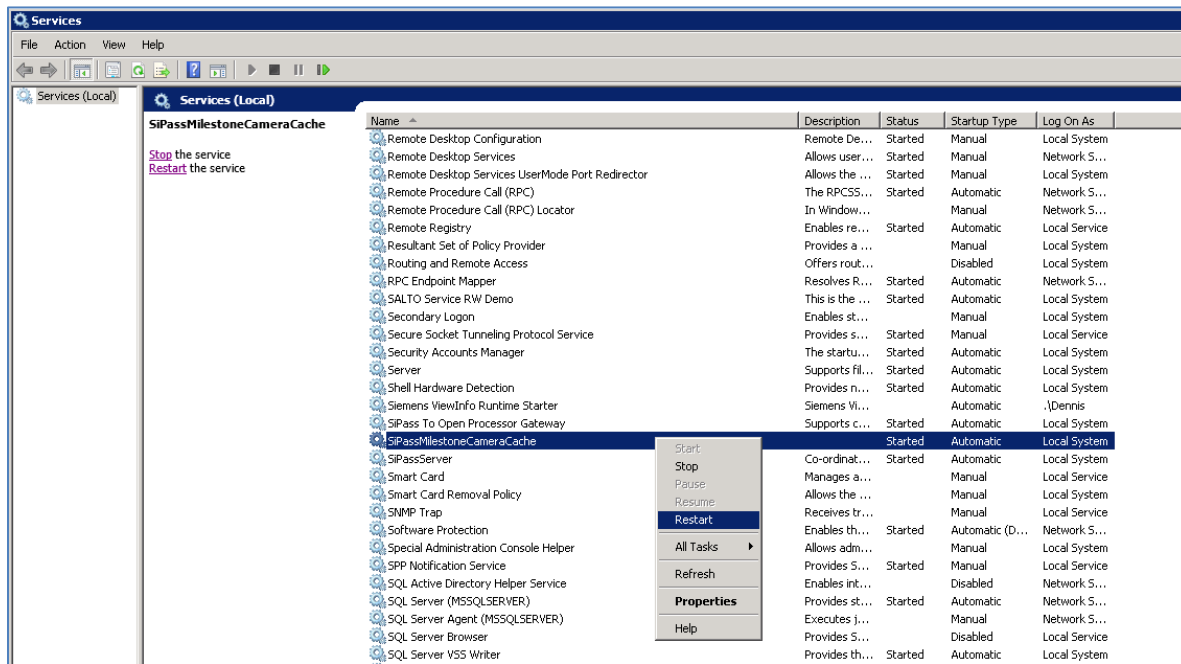 Services
File Action View Help
Services (Local)
Services (Local)
SiPassMilestoneCameraCache
Stop the service
Restart the service
Name Description Status Startup Type Log On As
Remote Desktop Configuration Remote De... Started Manual Local System
Remote Desktop Services Allows user... Started Manual Network S...
Remote Desktop Services UserMode Port Redirector Allows the ... Started Manual Local System
Remote Procedure Call (RPC) The RPCSS... Started Automatic Network S...
Remote Procedure Call (RPC) Locator In Window... Manual Network S...
Remote Registry Enables re... Started Automatic Local Service
Resultant Set of Policy Provider Provides a ... Manual Local System
Routing and Remote Access Offers rout... Disabled Local System
RPC Endpoint Mapper Resolves R... Started Automatic Network S...
SALTO Service RW Demo This is the ... Started Automatic Local System
Secondary Logon Enables st... Manual Local System
Secure Socket Tunneling Protocol Service Provides s... Started Manual Local Service
Security Accounts Manager The startu... Started Automatic Local System
Server Supports fil... Started Automatic Local System
Shell Hardware Detection Provides n... Started Automatic Local System
Siemens ViewInfo Runtime Starter Siemens Vi... Automatic .\Dennis
SiPass To Open Processor Gateway Supports c... Started Automatic Local System
SiPassMilestoneCameraCache Started Automatic Local System
SiPassServer Co-ordinat... Started Automatic Local System
Smart Card Manages a... Manual Local Service
Smart Card Removal Policy Allows the ... Manual Local System
SNMP Trap Receives tr... Manual Local Service
Software Protection Enables th... Started Automatic (D... Network S...
Special Administration Console Helper Allows adm... Manual Local System
SPP Notification Service Provides S... Started Manual Local Service
SQL Active Directory Helper Service Enables int... Disabled Network S...
SQL Server (MSSQLSERVER) Provides st... Started Automatic Network S...
SQL Server Agent (MSSQLSERVER) Executes j... Manual Network S...
SQL Server Browser Provides S... Disabled Local Service
SQL Server VSS Writer Provides th... Started Automatic Local System
Start
Stop
Pause
Resume
Restart
All Tasks
Refresh
Properties
Help